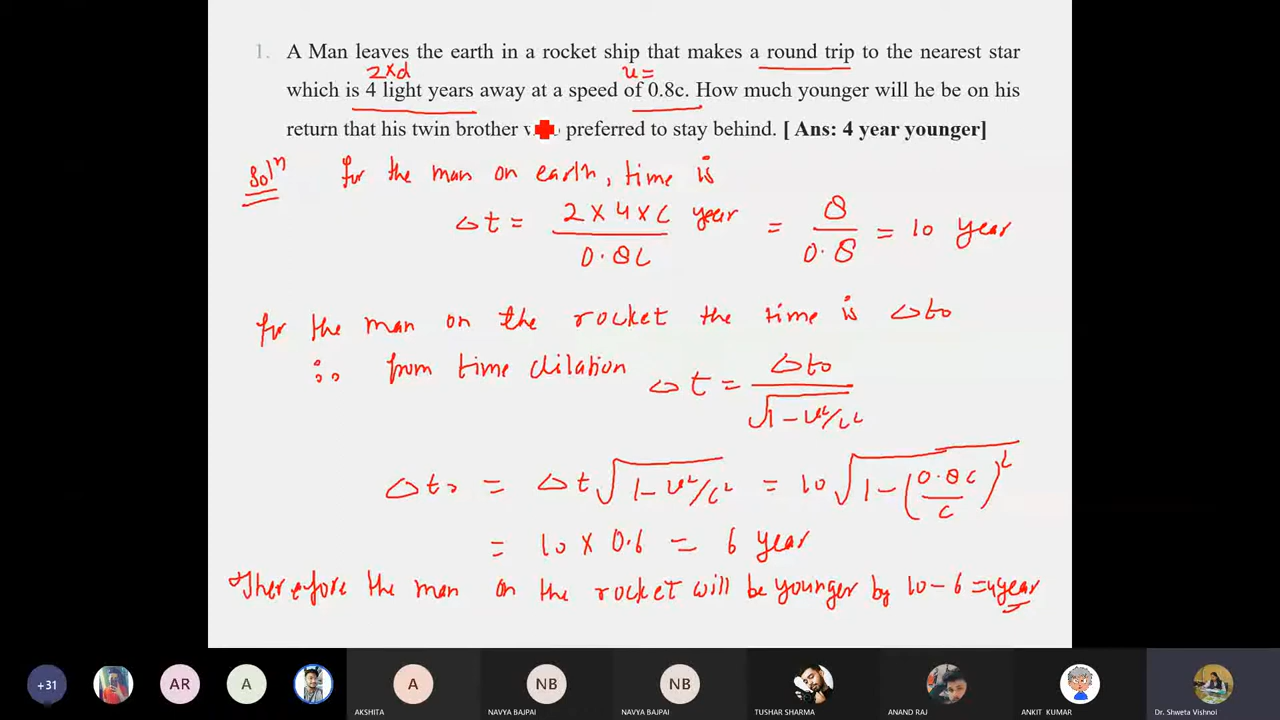 1. A Man leaves the earth in a rocket ship that makes a round trip to the nearest star
2×d u=
which is 4 light years away at a speed of 0.8c. How much younger will he be on his
return that his twin brother preferred to stay behind. [ Ans: 4 year younger]
Solⁿ for the man on earth, time is
Δt = 2×4×c / 0.8c year = 8 / 0.8 = 10 year
for the man on the rocket the time is Δt₀
∴ from time dilation Δt = Δt₀ / √1-v²/c²
Δt₀ = Δt √1-v²/c² = 10 √1-(0.8c/c)²
= 10 × 0.6 = 6 year
Therefore the man on the rocket will be younger by 10-6=4year
+31 AR A A NB NB
AKSHITA NAVYA BAJPAI NAVYA BAJPAI TUSHAR SHARMA ANAND RAJ ANKIT KUMAR Dr. Shweta Vishnoi